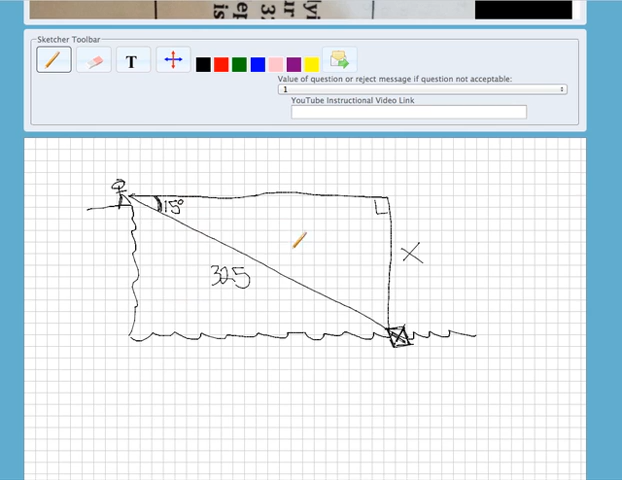 Sketcher Toolbar
T
Value of question or reject message if question not acceptable:
1
YouTube Instructional Video Link
15°
325
X